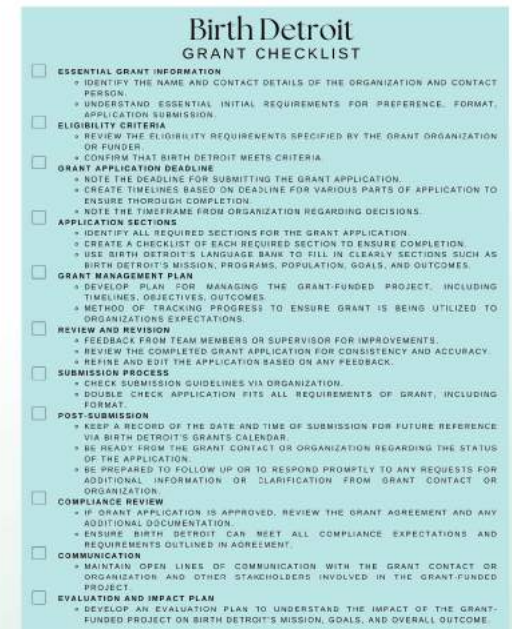 Birth Detroit
GRANT CHECKLIST
ESSENTIAL GRANT INFORMATION
IDENTIFY THE NAME AND CONTACT DETAILS OF THE ORGANIZATION AND CONTACT
PERSON.
UNDERSTAND ESSENTIAL INITIAL REQUIREMENTS FOR PREFERENCE, FORMAT,
APPLICATION SUBMISSION.
ELIGIBILITY CRITERIA
REVIEW THE ELIGIBILITY REQUIREMENTS SPECIFIED BY THE GRANT ORGANIZATION
OR FUNDER.
CONFIRM THAT BIRTH DETROIT MEETS CRITERIA.
GRANT APPLICATION DEADLINE
NOTE THE DEADLINE FOR SUBMITTING THE GRANT APPLICATION.
CREATE TIMELINES BASED ON DEADLINE FOR VARIOUS PARTS OF APPLICATION TO
ENSURE THOROUGH COMPLETION.
NOTE THE TIMEFRAME FROM ORGANIZATION REGARDING DECISIONS.
APPLICATION SECTIONS
IDENTIFY ALL REQUIRED SECTIONS FOR THE GRANT APPLICATION.
CREATE A CHECKLIST OF EACH REQUIRED SECTION TO ENSURE COMPLETION.
USE BIRTH DETROIT'S LANGUAGE BANK TO FILL IN CLEARLY SECTIONS SUCH AS
BIRTH DETROIT'S MISSION, PROGRAMS, POPULATION, GOALS, AND OUTCOMES.
GRANT MANAGEMENT PLAN
DEVELOP PLAN FOR MANAGING THE GRANT-FUNDED PROJECT, INCLUDING
TIMELINES, OBJECTIVES, OUTCOMES.
METHOD OF TRACKING PROGRESS TO ENSURE GRANT IS BEING UTILIZED TO
ORGANIZATIONS EXPECTATIONS.
REVIEW AND REVISION
FEEDBACK FROM TEAM MEMBERS OR SUPERVISOR FOR IMPROVEMENTS.
REVIEW THE COMPLETED GRANT APPLICATION FOR CONSISTENCY AND ACCURACY.
REFINE AND EDIT THE APPLICATION BASED ON ANY FEEDBACK.
SUBMISSION PROCESS
CHECK SUBMISSION GUIDELINES VIA ORGANIZATION.
DOUBLE CHECK APPLICATION FITS ALL REQUIREMENTS OF GRANT, INCLUDING
FORMAT.
POST-SUBMISSION
KEEP A RECORD OF THE DATE AND TIME OF SUBMISSION FOR FUTURE REFERENCE
VIA BIRTH DETROIT'S GRANTS CALENDAR.
BE READY FROM THE GRANT CONTACT OR ORGANIZATION REGARDING THE STATUS
OF THE APPLICATION.
BE PREPARED TO FOLLOW UP OR TO RESPOND PROMPTLY TO ANY REQUESTS FOR
ADDITIONAL INFORMATION OR CLARIFICATION FROM GRANT CONTACT OR
ORGANIZATION.
COMPLIANCE REVIEW
IF GRANT APPLICATION IS APPROVED, REVIEW THE GRANT AGREEMENT AND ANY
ADDITIONAL DOCUMENTATION.
ENSURE BIRTH DETROIT CAN MEET ALL COMPLIANCE EXPECTATIONS AND
REQUIREMENTS OUTLINED IN AGREEMENT.
COMMUNICATION
MAINTAIN OPEN LINES OF COMMUNICATION WITH THE GRANT CONTACT OR
ORGANIZATION AND OTHER STAKEHOLDERS INVOLVED IN THE GRANT-FUNDED
PROJECT.
EVALUATION AND IMPACT PLAN
DEVELOP AN EVALUATION PLAN TO UNDERSTAND THE IMPACT OF THE GRANT-
FUNDED PROJECT ON BIRTH DETROIT'S MISSION, GOALS, AND OVERALL OUTCOME.